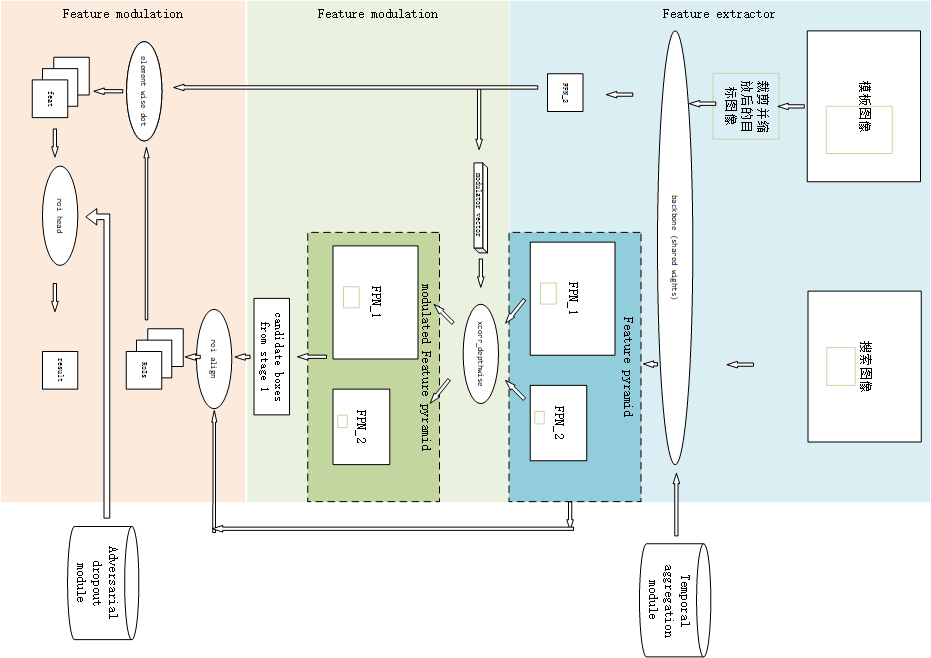 Feature modulation
Feature modulation
Feature extractor
模板图像
裁剪并缩
放后的目
标图像
FPN_2
element wise dot
feat
modulator vector
backbone (shared wights)
roi head
FPN_1
FPN_2
Feature pyramid
xcorr_depthwise
FPN_1
FPN_2
modulated Feature pyramid
candidate boxes
from stage 1
roi align
RoIs
result
搜索图像
Adversarial
dropout
module
Temporal
aggregation
module